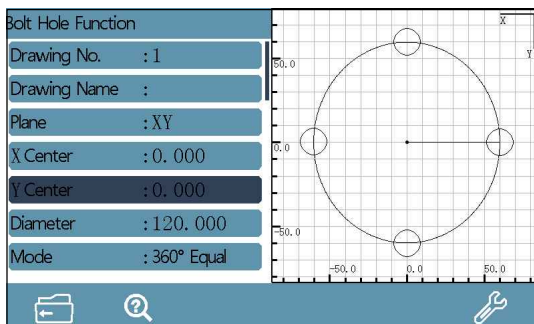 Bolt Hole Function
Drawing No. :1
Drawing Name :
Plane :XY
X Center :0.000
Y Center :0.000
Diameter :120.000
Mode :360° Equal
X
Y
50.0
0.0
-50.0
-50.0 0.0 50.0